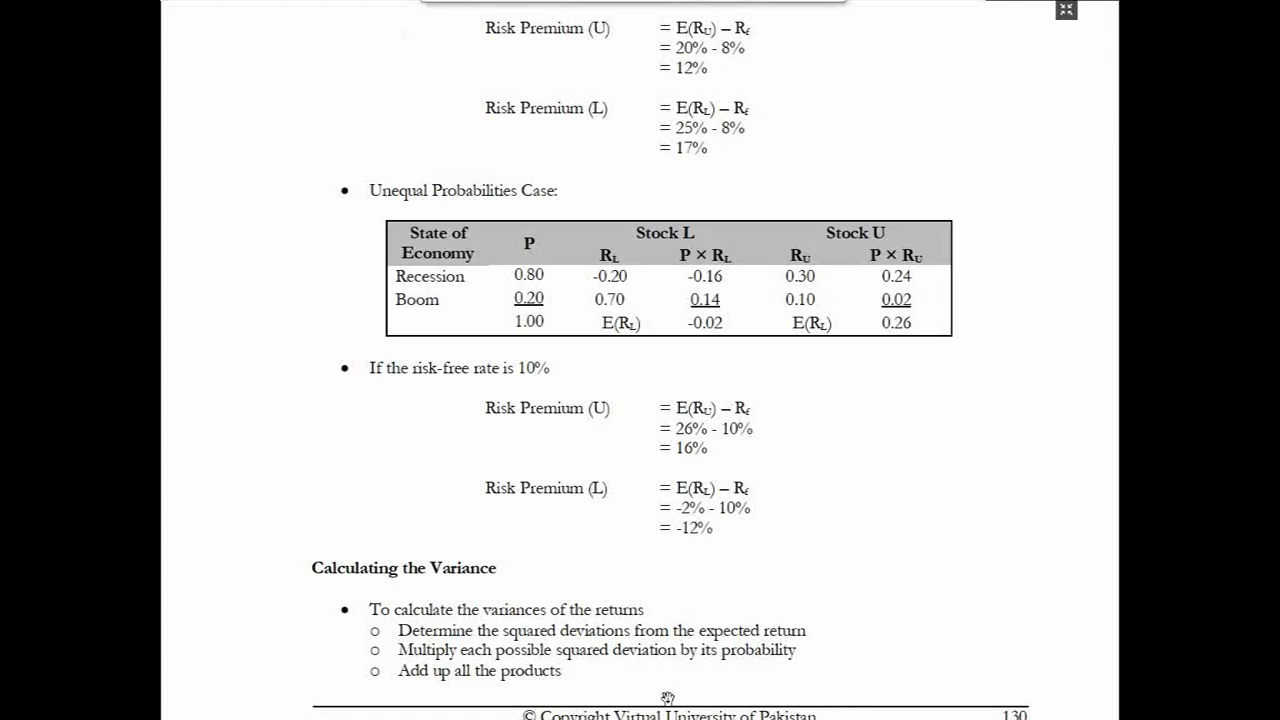 Risk Premium (U) = E(RU) – Rf
= 20% - 8%
= 12%
Risk Premium (L) = E(RL) – Rf
= 25% - 8%
= 17%
• Unequal Probabilities Case:
State of Economy P Stock L Stock U
RL P × RL RU P × RU
Recession 0.80 -0.20 -0.16 0.30 0.24
Boom 0.20 0.70 0.14 0.10 0.02
1.00 E(RL) -0.02 E(RL) 0.26
• If the risk-free rate is 10%
Risk Premium (U) = E(RU) – Rf
= 26% - 10%
= 16%
Risk Premium (L) = E(RL) – Rf
= -2% - 10%
= -12%
Calculating the Variance
• To calculate the variances of the returns
o Determine the squared deviations from the expected return
o Multiply each possible squared deviation by its probability
o Add up all the products
© Copyright Virtual University of Pakistan 130